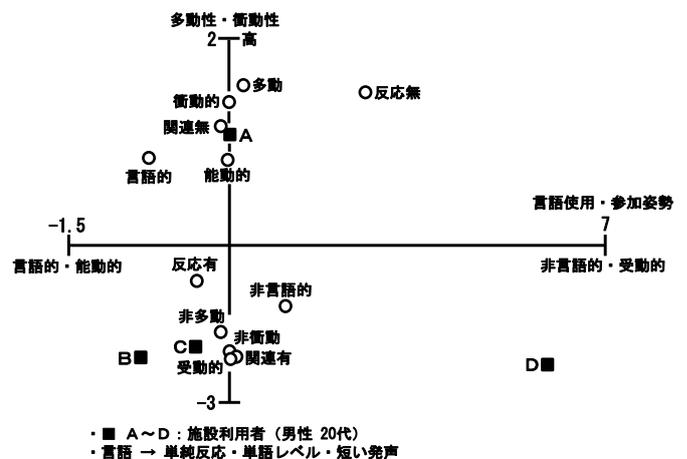 多動性・衝動性
2 高
多動
反応無
衝動的
関連無
A
言語的
能動的
言語使用・参加姿勢
-1.5
7
言語的・能動的
反応有
非言語的・受動的
非言語的
非多動
非衝動
C
B
関連有
受動的
D
-3
・■ A～D：施設利用者（男性 20代）
・言語 → 単純反応・単語レベル・短い発声